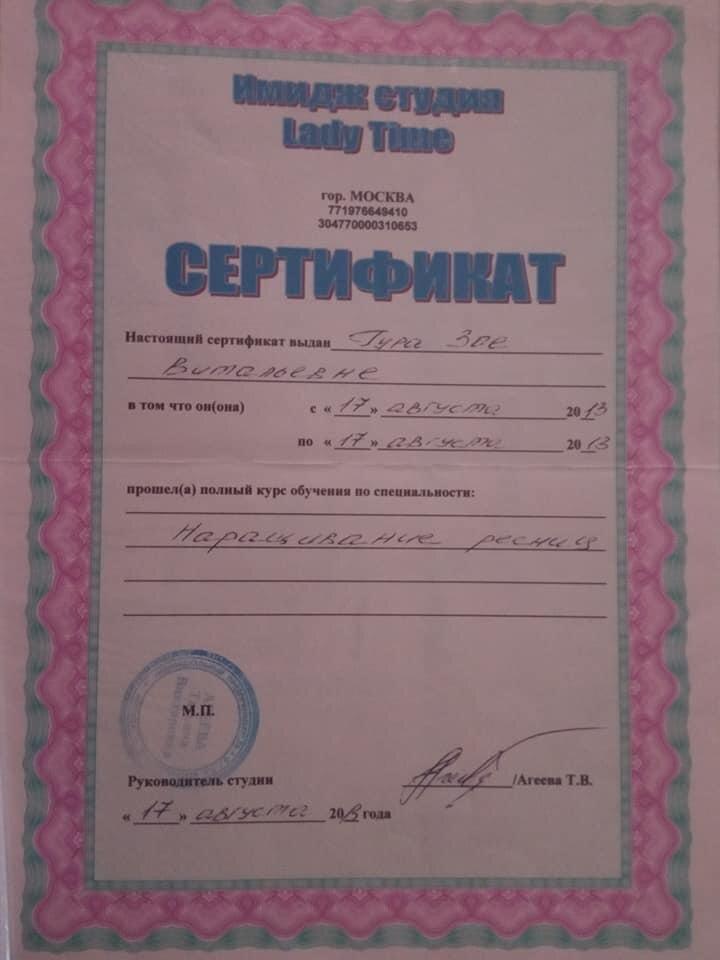 Имидж студия
Lady Time
гор. МОСКВА
771976649410
304770000310653
СЕРТИФИКАТ
Настоящий сертификат выдан Гура Зое
Витальевне
в том что он(она) с « 17 » августа 2013
по « 17 » августа 2013
прошел(а) полный курс обучения по специальности:
Наращивание ресниц
М.П.
Руководитель студии /Агеева Т.В.
« 17 » августа 2013 года